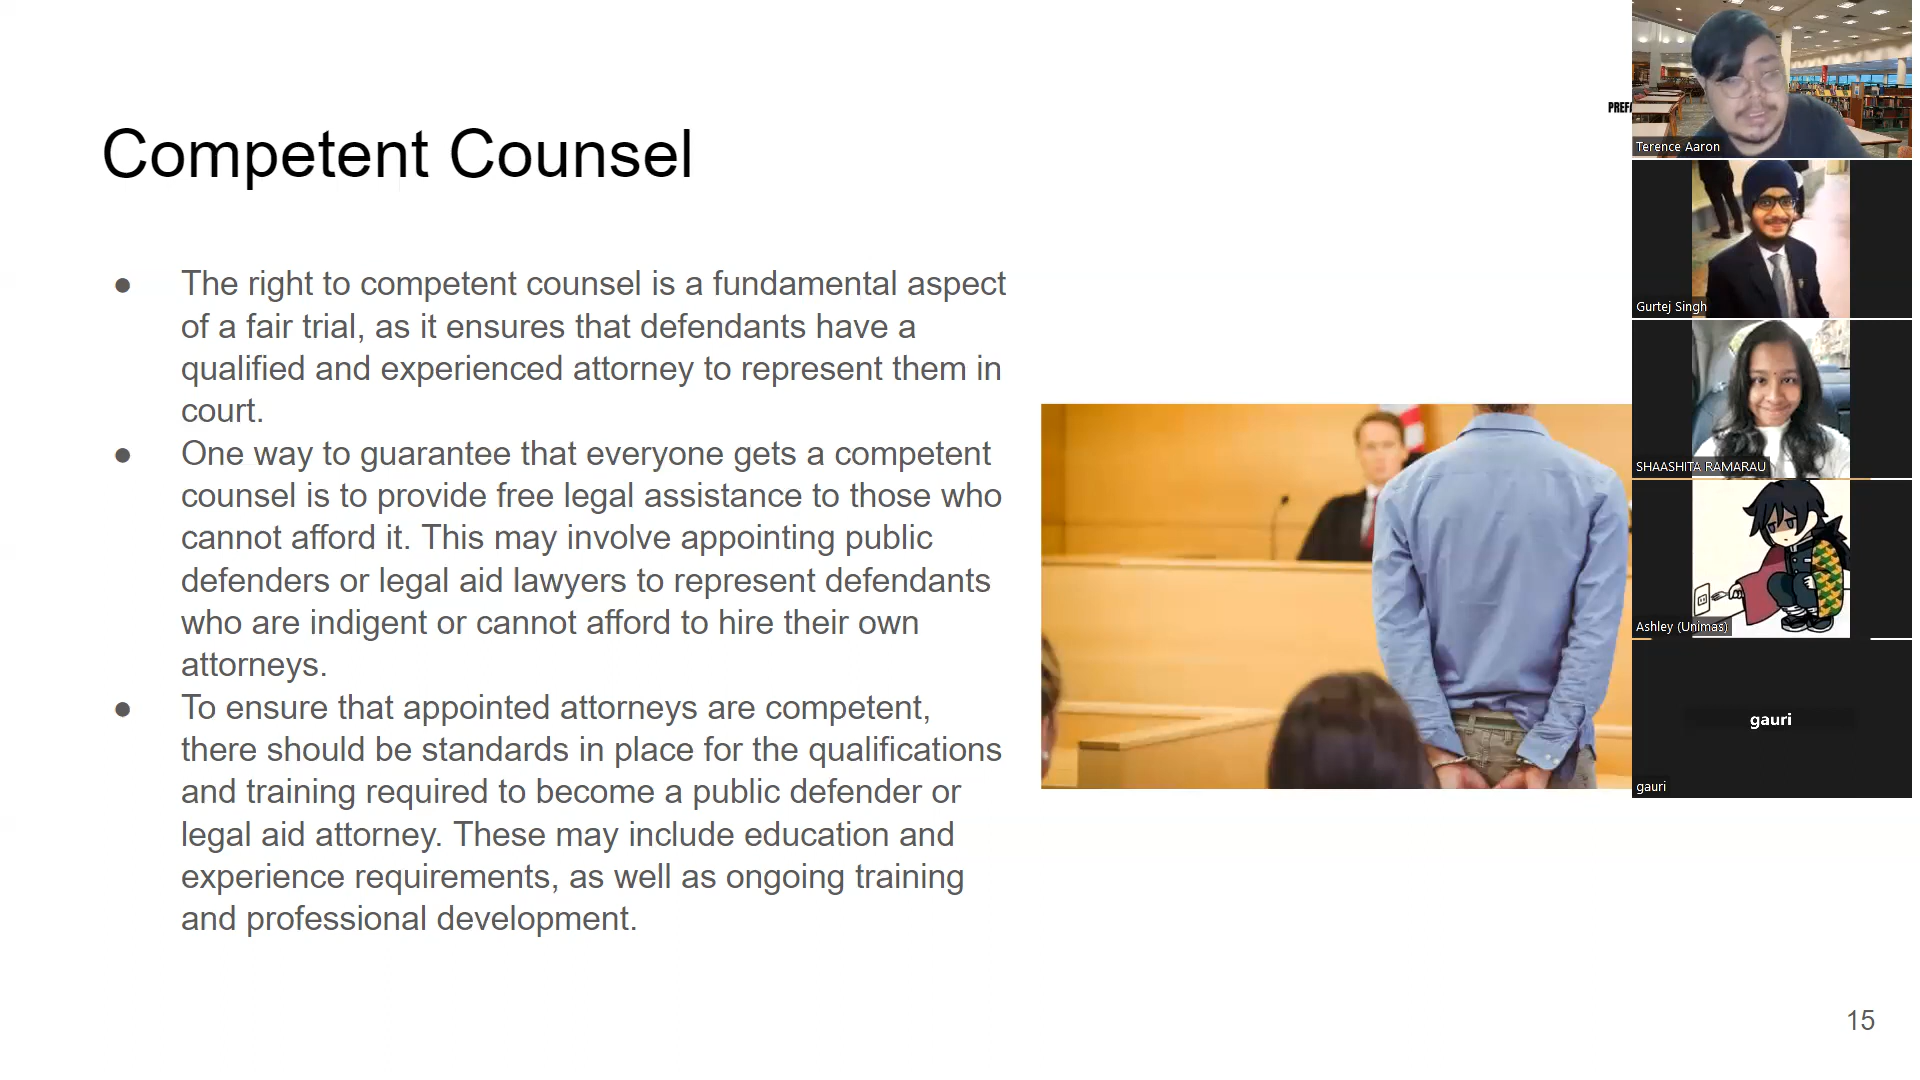 Competent Counsel
● The right to competent counsel is a fundamental aspect
of a fair trial, as it ensures that defendants have a
qualified and experienced attorney to represent them in
court.
● One way to guarantee that everyone gets a competent
counsel is to provide free legal assistance to those who
cannot afford it. This may involve appointing public
defenders or legal aid lawyers to represent defendants
who are indigent or cannot afford to hire their own
attorneys.
● To ensure that appointed attorneys are competent,
there should be standards in place for the qualifications
and training required to become a public defender or
legal aid attorney. These may include education and
experience requirements, as well as ongoing training
and professional development.
15
Terence Aaron
Gurtej Singh
SHAASHITA RAMARAU
Ashley (Unimas)
gauri
gauri